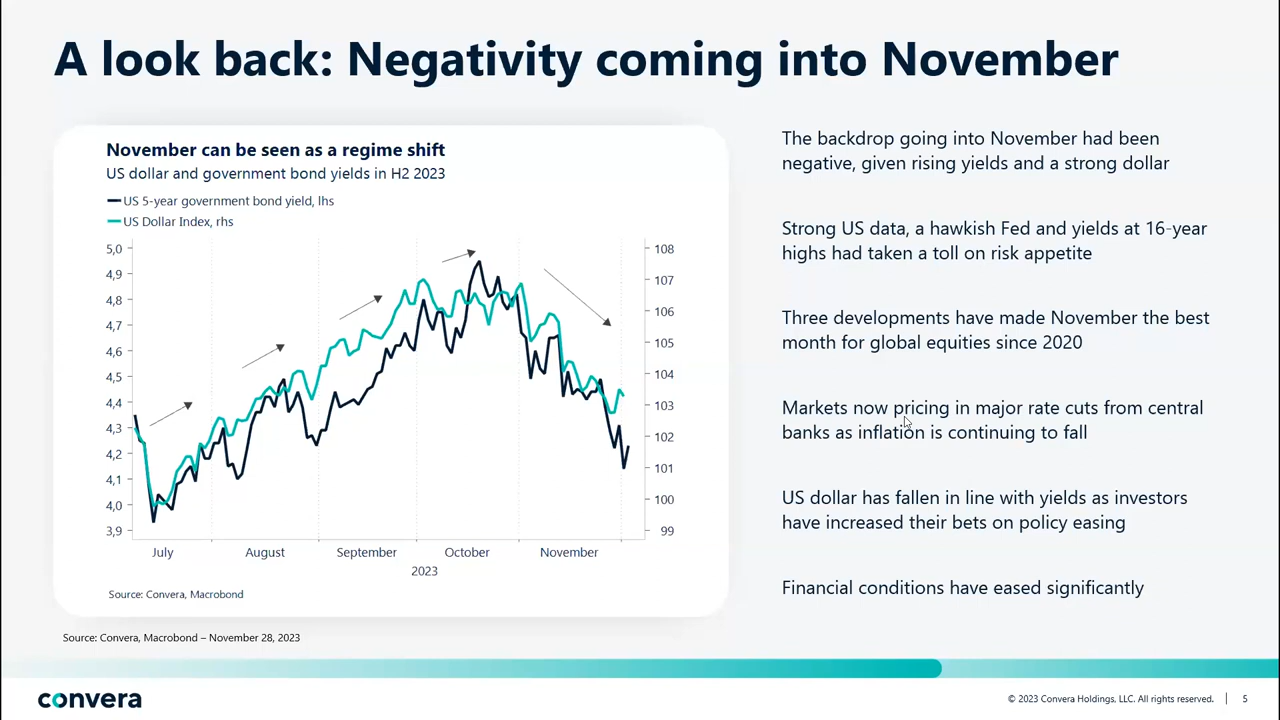 A look back: Negativity coming into November
November can be seen as a regime shift
US dollar and government bond yields in H2 2023
US 5-year government bond yield, lhs
US Dollar Index, rhs
5,0
4,9
4,8
4,7
4,6
4,5
4,4
4,3
4,2
4,1
4,0
3,9
108
107
106
105
104
103
102
101
100
99
July August September October November
2023
Source: Convera, Macrobond
Source: Convera, Macrobond – November 28, 2023
The backdrop going into November had been
negative, given rising yields and a strong dollar
Strong US data, a hawkish Fed and yields at 16-year
highs had taken a toll on risk appetite
Three developments have made November the best
month for global equities since 2020
Markets now pricing in major rate cuts from central
banks as inflation is continuing to fall
US dollar has fallen in line with yields as investors
have increased their bets on policy easing
Financial conditions have eased significantly
convera
© 2023 Convera Holdings, LLC. All rights reserved. | 5